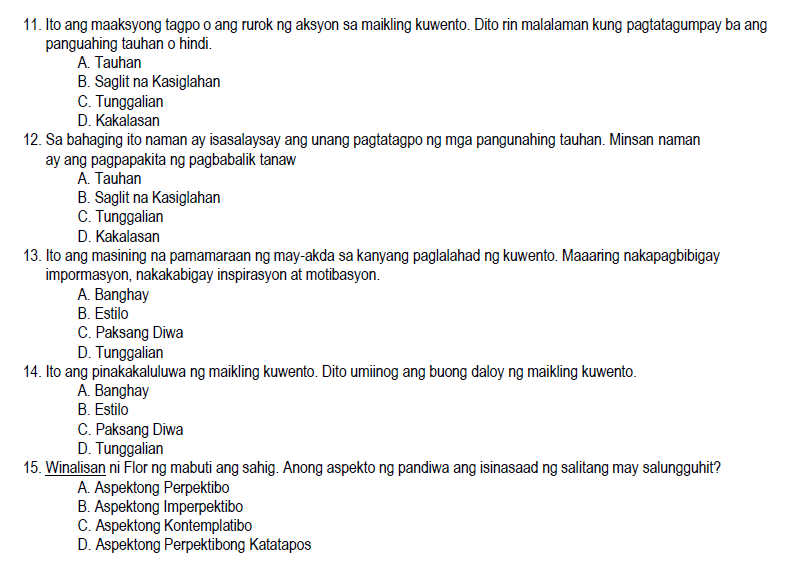 11. Ito ang maaksyong tagpo o ang rurok ng aksyon sa maikling kuwento. Dito rin malalaman kung pagtatagumpay ba ang
panguahing tauhan o hindi.
A. Tauhan
B. Saglit na Kasiglahan
C. Tunggalian
D. Kakalasan
12. Sa bahaging ito naman ay isasalaysay ang unang pagtatagpo ng mga pangunahing tauhan. Minsan naman
ay ang pagpapakita ng pagbabalik tanaw
A. Tauhan
B. Saglit na Kasiglahan
C. Tunggalian
D. Kakalasan
13. Ito ang masining na pamamaraan ng may-akda sa kanyang paglalahad ng kuwento. Maaaring nakapagbibigay
impormasyon, nakakabigay inspirasyon at motibasyon.
A. Banghay
B. Estilo
C. Paksang Diwa
D. Tunggalian
14. Ito ang pinakakaluluwa ng maikling kuwento. Dito umiinog ang buong daloy ng maikling kuwento.
A. Banghay
B. Estilo
C. Paksang Diwa
D. Tunggalian
15. Winalisan ni Flor ng mabuti ang sahig. Anong aspekto ng pandiwa ang isinasaad ng salitang may salungguhit?
A. Aspektong Perpektibo
B. Aspektong Imperpektibo
C. Aspektong Kontemplatibo
D. Aspektong Perpektibong Katatapos